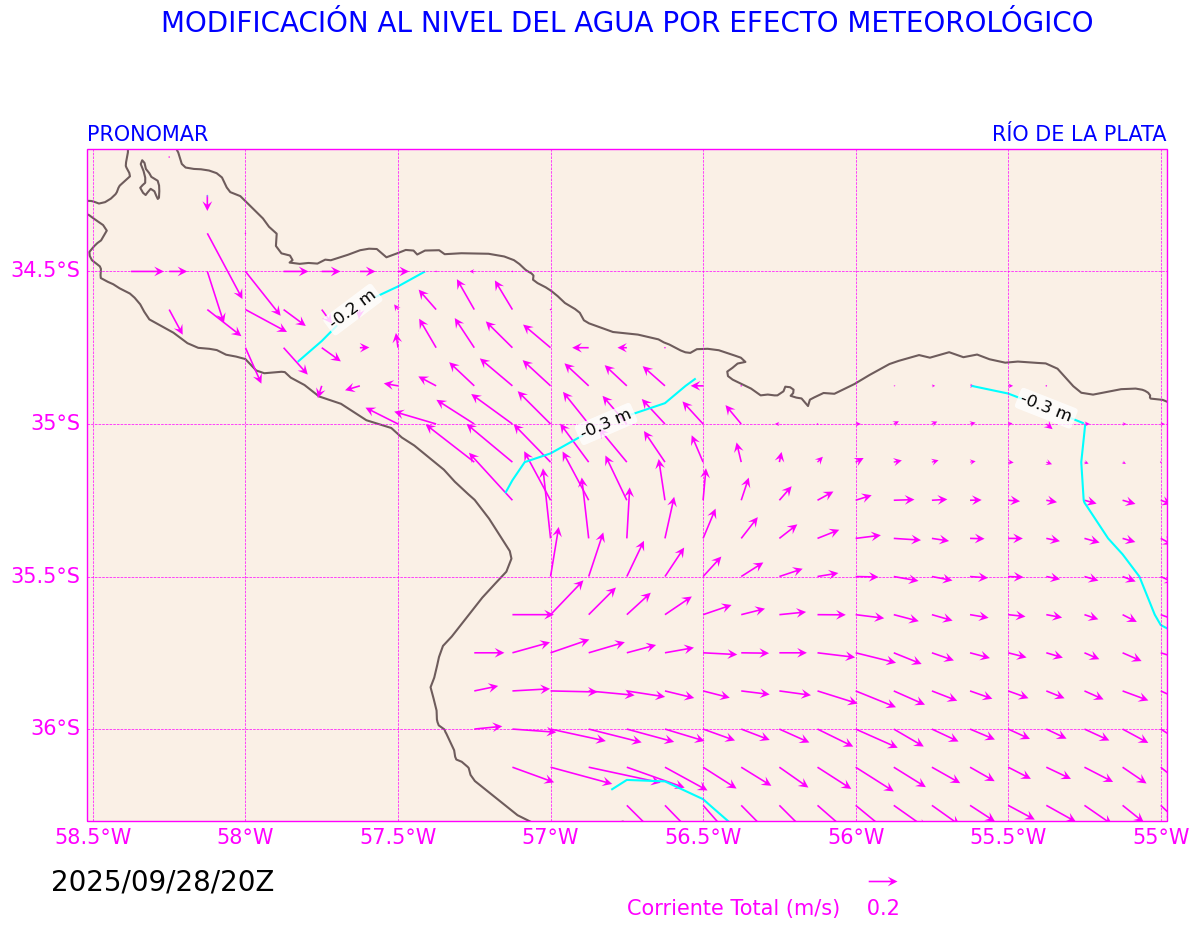 MODIFICACIÓN AL NIVEL DEL AGUA POR EFECTO METEOROLÓGICO
PRONOMAR RÍO DE LA PLATA
34.5°S
-0.2 m
35°S
-0.3 m
-0.3 m
35.5°S
36°S
58.5°W 58°W 57.5°W 57°W 56.5°W 56°W 55.5°W 55°W
2025/09/28/20Z
Corriente Total (m/s) 0.2